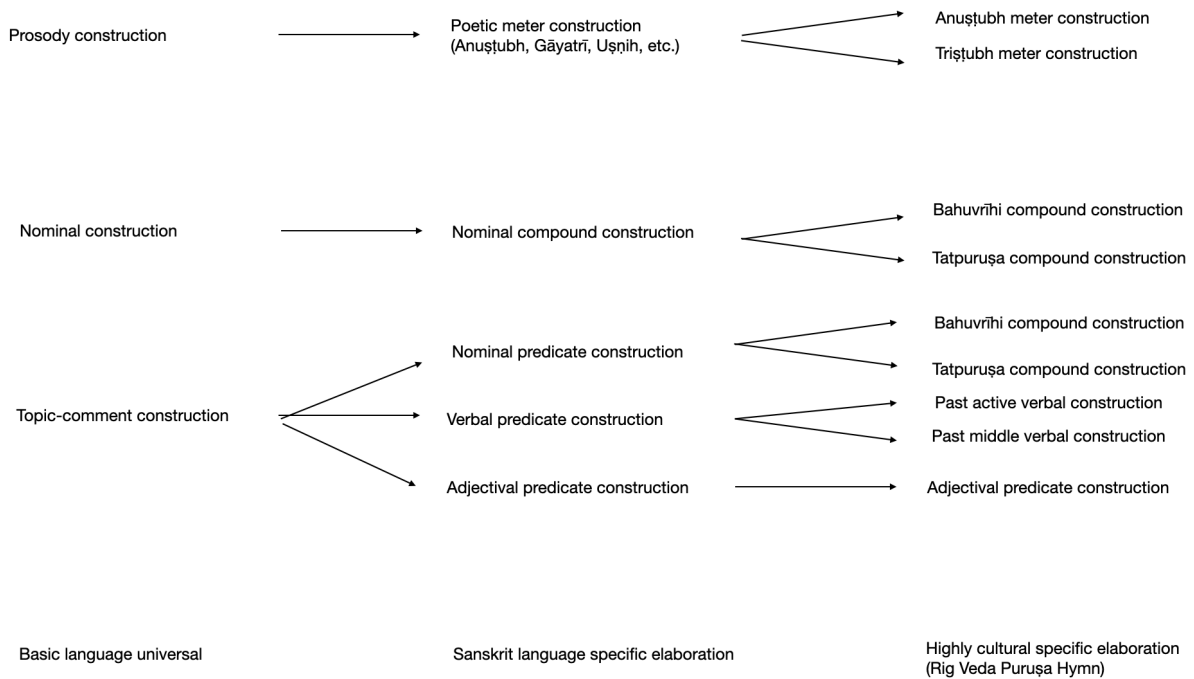 Prosody construction
Poetic meter construction
(Anuṣṭubh, Gāyatrī, Uṣṇih, etc.)
Anuṣṭubh meter construction
Triṣṭubh meter construction
Nominal construction
Nominal compound construction
Bahuvrīhi compound construction
Tatpuruṣa compound construction
Topic-comment construction
Nominal predicate construction
Bahuvrīhi compound construction
Tatpuruṣa compound construction
Verbal predicate construction
Past active verbal construction
Past middle verbal construction
Adjectival predicate construction
Adjectival predicate construction
Basic language universal
Sanskrit language specific elaboration
Highly cultural specific elaboration
(Rig Veda Puruṣa Hymn)